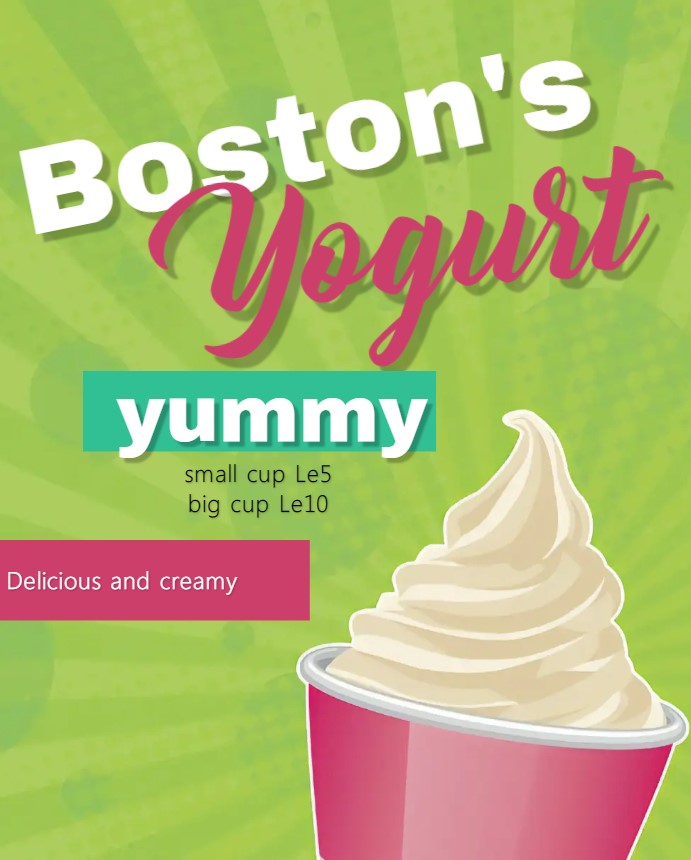 Boston's
Yogurt
yummy
small cup Le5
big cup Le10
Delicious and creamy